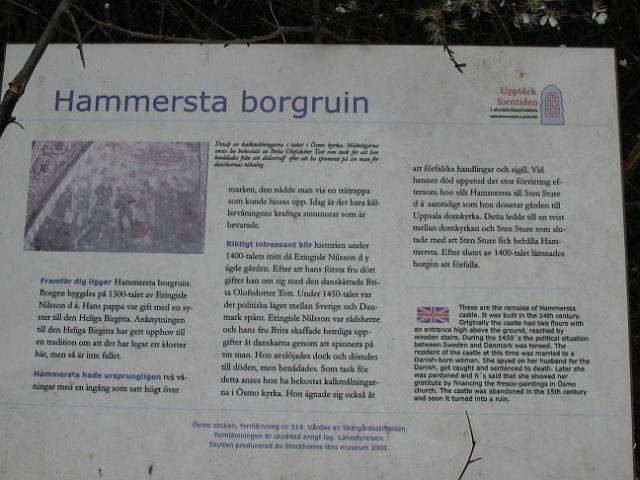 Hammersta borgruin
Upptäck
forntiden
i stockholmstrakten
Detalj av kalkmålningarna i taket i Ösmo kyrka. Målningarna
anses ha bekostats av Brita Olofsdotter Tott som tack för att hon
benådades från sitt dödsstraff efter att ha spionerat på sin man för
danskarnas räkning.
Framför dig ligger Hammersta borgruin.
Borgen byggdes på 1300-talet av Eringisle
Nilsson d ä. Hans pappa var gift med en sy-
ster till den Heliga Birgitta. Anknytningen
till den Heliga Birgitta har gett upphov till
en tradition om att det har legat ett kloster
här, men så är inte fallet.
Hammersta hade ursprungligen två vå-
ningar med en ingång som satt högt över
marken, den nådde man via en trätrappa
som kunde hissas upp. Idag är det bara käl-
larvåningens kraftiga stenmurar som är
bevarade.
Riktigt intressant blir historien under
1400-talets mitt då Eringisle Nilsson d y
ägde gården. Efter att hans första fru dött
gifter han om sig med den danskättade Bri-
ta Olofsdotter Tott. Under 1450-talet var
det politiska läget mellan Sverige och Dan-
mark spänt. Eringisle Nilsson var rådsherre
och hans fru Brita skaffade hemliga upp-
gifter åt danskarna genom att spionera på
sin man. Hon avslöjades dock och dömdes
till döden, men benådades. Som tack för
detta anses hon ha bekostat kalkmålningar-
na i Ösmo kyrka. Hon ägnade sig också åt
att förfalska handlingar och sigill. Vid
hennes död uppstod det stor förvirring ef-
tersom hon sålt Hammersta till Sten Sture
d ä samtidigt som hon donerat gården till
Uppsala domkyrka. Detta ledde till en tvist
mellan domkyrkan och Sten Sture som slu-
tade med att Sten Sture fick behålla Ham-
mersta. Efter slutet av 1400-talet lämnades
borgen att förfalla.
These are the remains of Hammersta
castle. It was built in the 14th century.
Originally the castle had two floors with
an entrance high above the ground, reached by
wooden stairs. During the 1450´s the political situation
between Sweden and Denmark was tensed. The
resident of the castle at this time was married to a
Danish-born woman. She spyed on her husband for the
Danish, got caught and sentenced to death. Later she
was pardoned and it´s said that she showed her
gratitude by financing the fresco-paintings in Ösmo
church. The castle was abandoned in the 15th century
and soon it turned into a ruin.
Ösmo socken, fornlämning nr 314. Vårdas av Skärgårdsstiftelsen.
Fornlämningen är skyddad enligt lag. Länsstyrelsen.
Skylten producerad av Stockholms läns museum 2001.